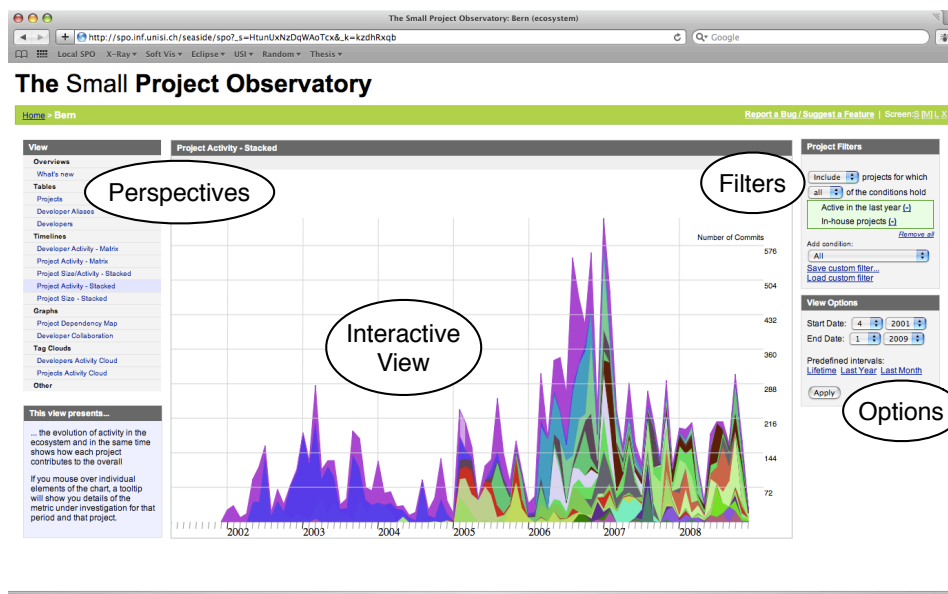 The Small Project Observatory: Bern (ecosystem)
http://spo.inf.unisi.ch/seaside/spo?_s=HtunUxNzDqWAoTcx&_k=kzdhRxqb
Google
Local SPO X-Ray Soft Vis Eclipse USI Random Thesis
The Small Project Observatory
Home > Bern
Report a Bug / Suggest a Feature | Screen: S [M] L X
View
Overviews
What's new
Tables
Projects
Developer Aliases
Developers
Timelines
Developer Activity - Matrix
Project Activity - Matrix
Project Size/Activity - Stacked
Project Activity - Stacked
Project Size - Stacked
Graphs
Project Dependency Map
Developer Collaboration
Tag Clouds
Developers Activity Cloud
Projects Activity Cloud
Other
Perspectives
This view presents...
... the evolution of activity in the
ecosystem and in the same time
shows how each project
contributes to the overall
If you mouse over individual
elements of the chart, a tooltip
will show you details of the
metric under investigation for that
period and that project.
Project Activity - Stacked
Number of Commits
576
504
432
360
288
216
144
72
Interactive
View
2002 2003 2004 2005 2006 2007 2008
Filters
Project Filters
Include projects for which
all of the conditions hold
Active in the last year (-)
In-house projects (-)
Remove all
Add condition:
All
Save custom filter...
Load custom filter
View Options
Start Date: 4 2001
End Date: 1 2009
Predefined intervals:
Lifetime Last Year Last Month
Apply
Options